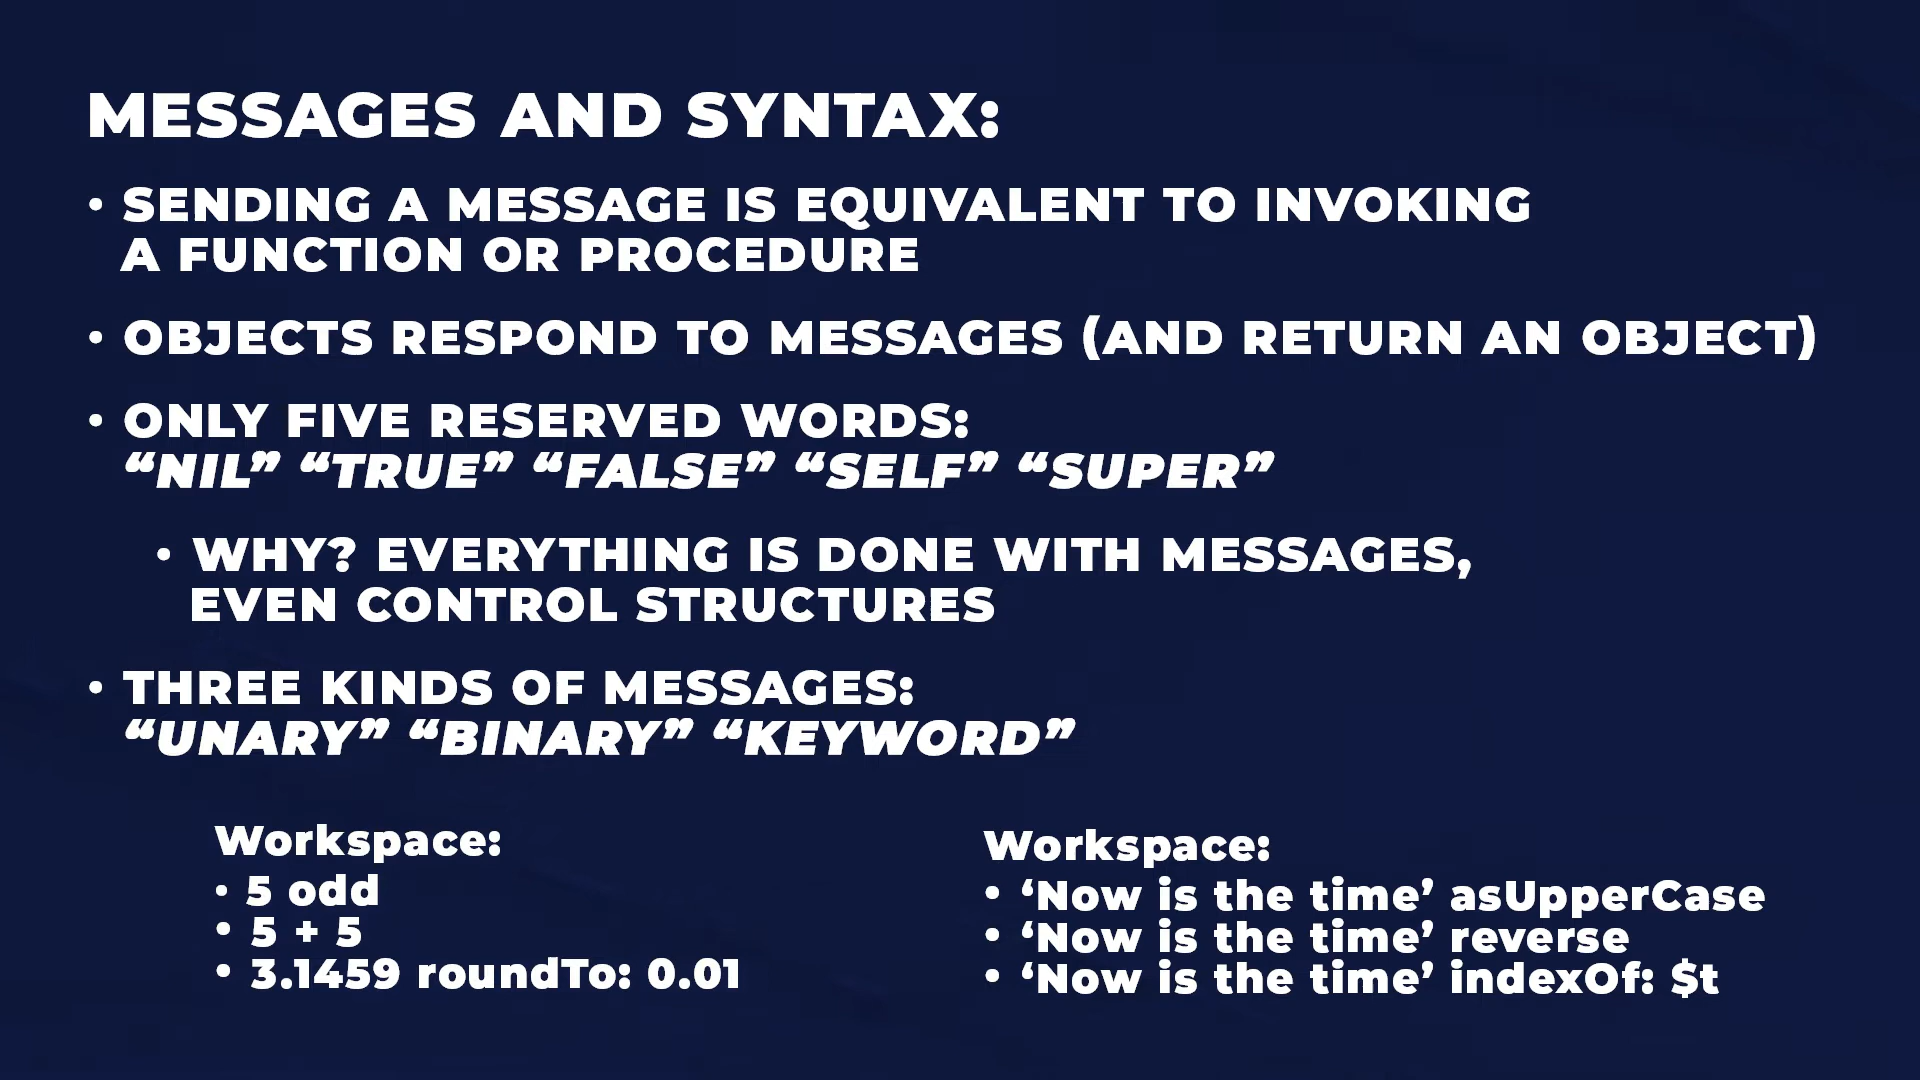 MESSAGES AND SYNTAX:
• SENDING A MESSAGE IS EQUIVALENT TO INVOKING
A FUNCTION OR PROCEDURE
• OBJECTS RESPOND TO MESSAGES (AND RETURN AN OBJECT)
• ONLY FIVE RESERVED WORDS:
“NIL” “TRUE” “FALSE” “SELF” “SUPER”
• WHY? EVERYTHING IS DONE WITH MESSAGES,
EVEN CONTROL STRUCTURES
• THREE KINDS OF MESSAGES:
“UNARY” “BINARY” “KEYWORD”
Workspace:
• 5 odd
• 5 + 5
• 3.1459 roundTo: 0.01
Workspace:
• ‘Now is the time’ asUpperCase
• ‘Now is the time’ reverse
• ‘Now is the time’ indexOf: $t